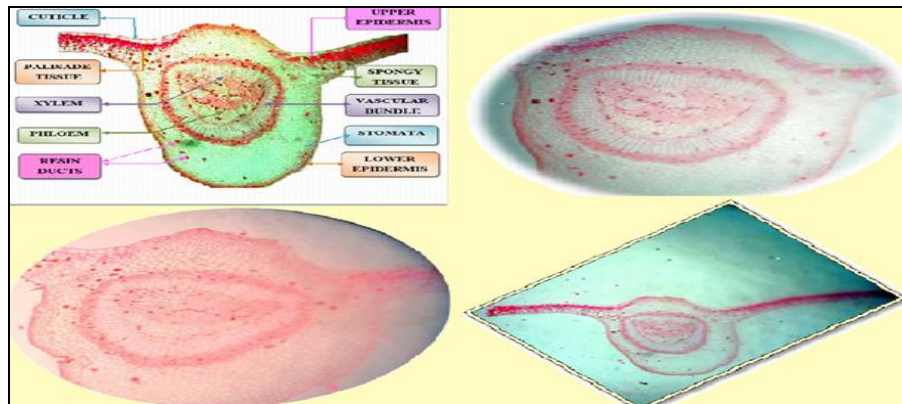 CUTICLE
UPPER
EPIDERMIS
PALISADE
TISSUE
SPONGY
TISSUE
XYLEM
VASCULAR
BUNDLE
PHLOEM
STOMATA
RESIN
DUCTS
LOWER
EPIDERMIS